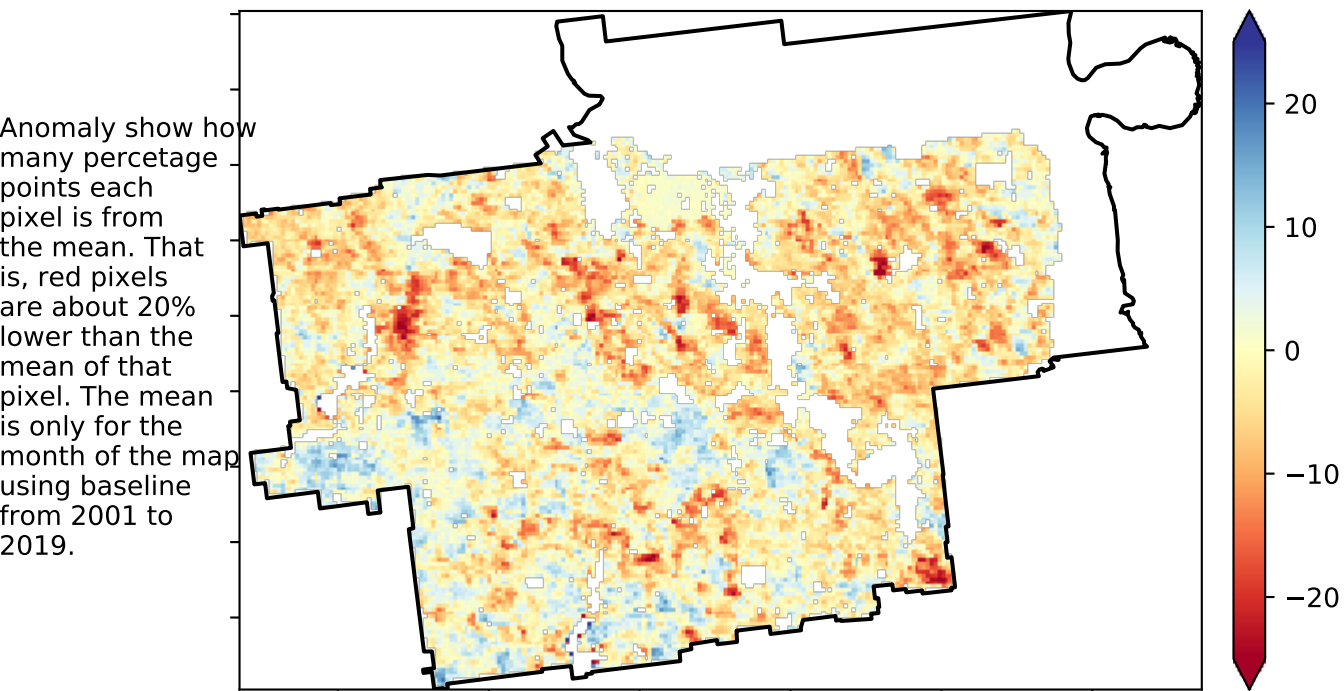 Anomaly show how
many percetage
points each
pixel is from
the mean. That
is, red pixels
are about 20%
lower than the
mean of that
pixel. The mean
is only for the
month of the map
using baseline
from 2001 to
2019.
20
10
0
−10
−20